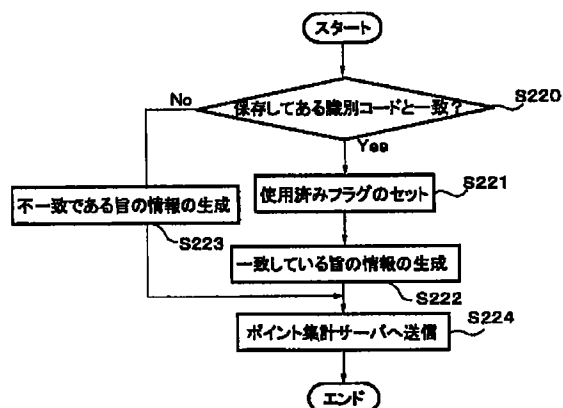 スタート
No
保存してある識別コードと一致？
S220
Yes
使用済みフラグのセット
S221
不一致である旨の情報の生成
S223
一致している旨の情報の生成
S222
S224
ポイント集計サーバへ送信
エンド